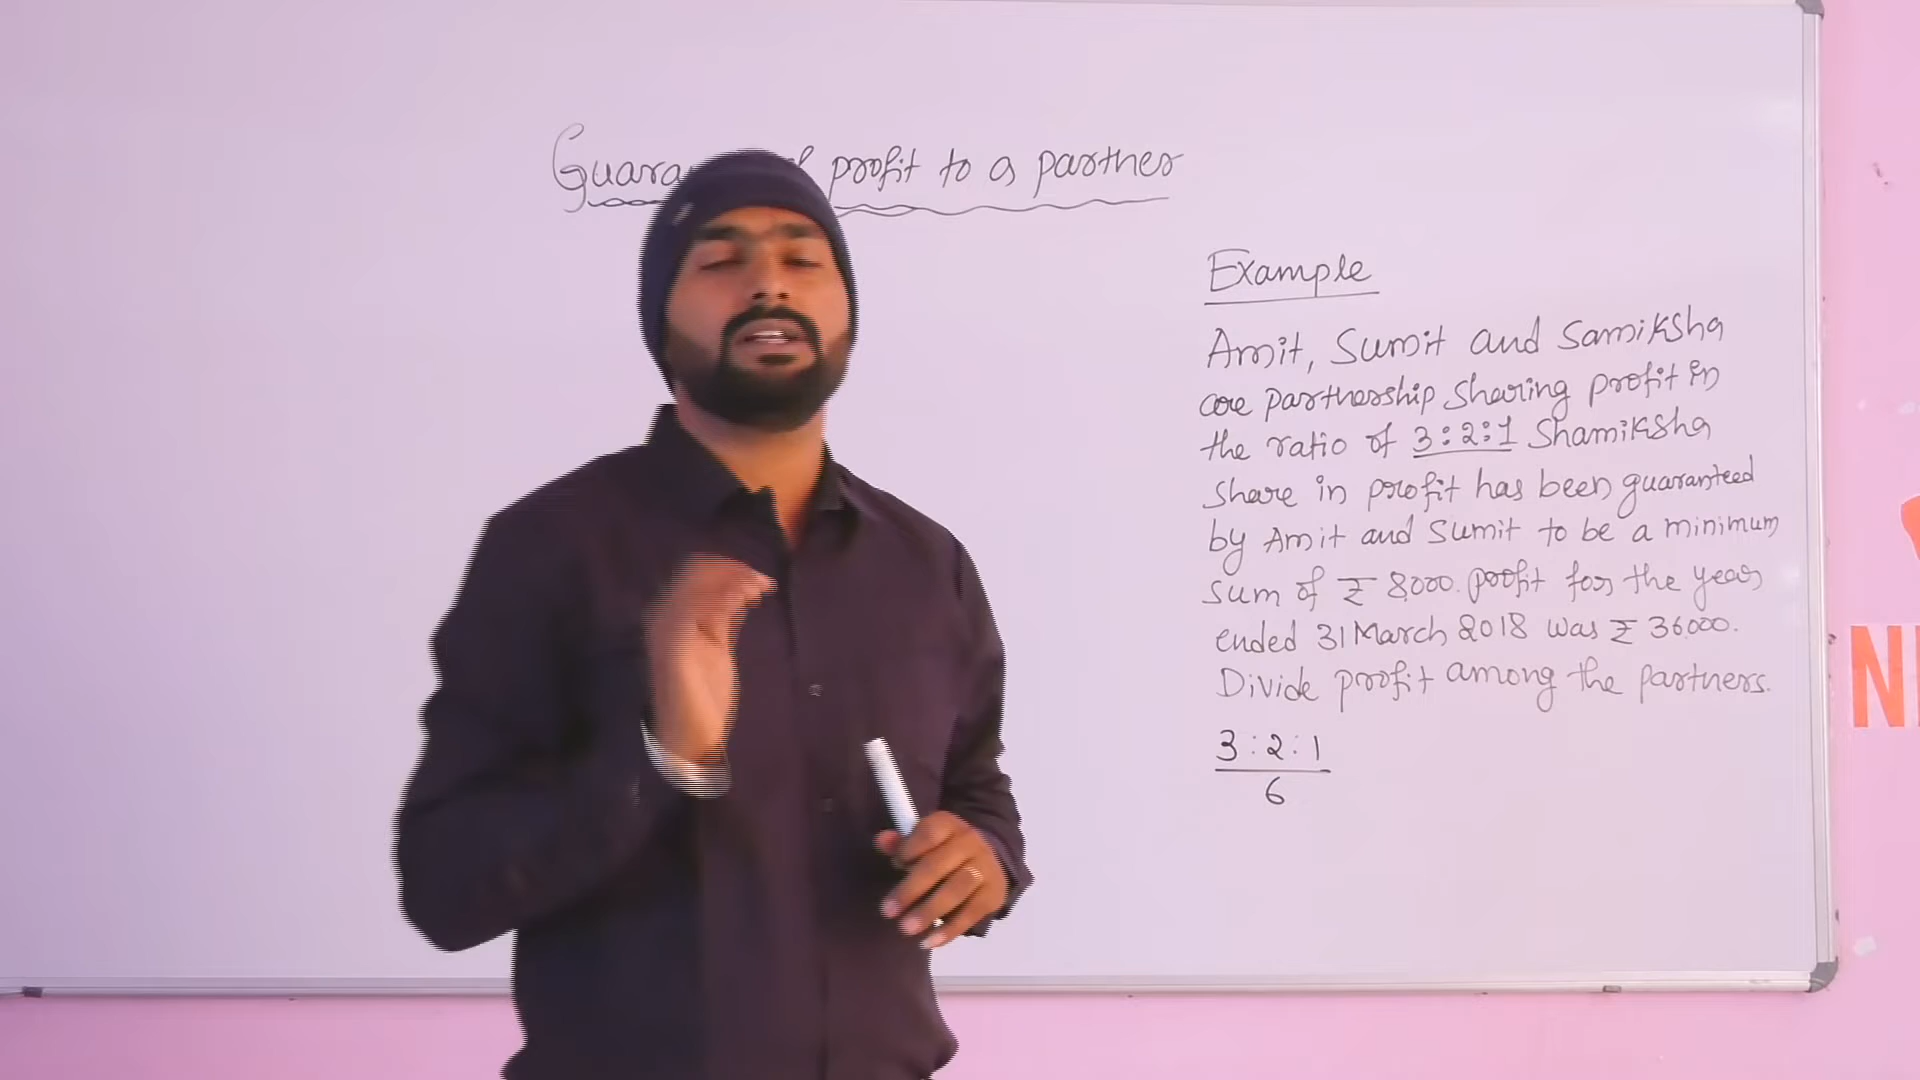 profit to a partner
Example
Amit, Sumit and Samiksha
are partnership sharing profit in
the ratio of 3:2:1 Shamiksha
share in profit has been guaranteed
by Amit and Sumit to be a minimum
sum of ₹ 8000. profit for the year
ended 31 March 2018 was ₹ 36000.
Divide profit among the partners.
3:2:1
6